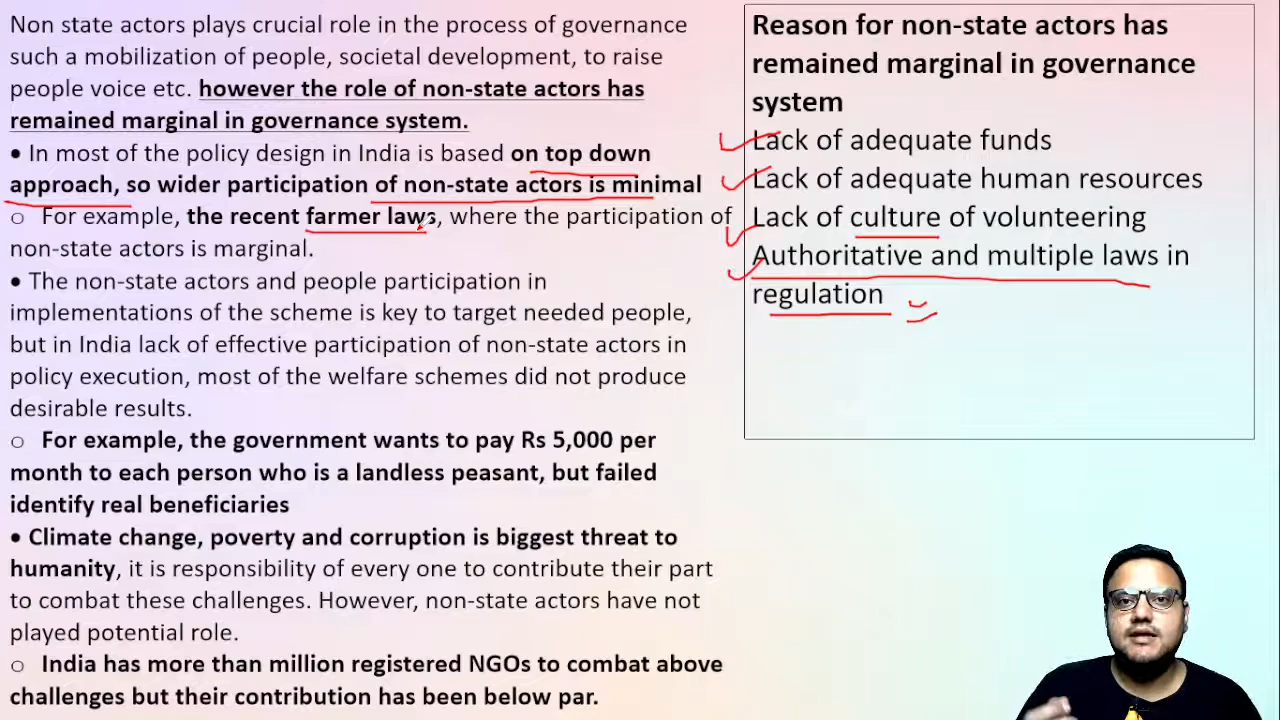 Non state actors plays crucial role in the process of governance
such a mobilization of people, societal development, to raise
people voice etc. however the role of non-state actors has
remained marginal in governance system.
• In most of the policy design in India is based on top down
approach, so wider participation of non-state actors is minimal
○ For example, the recent farmer laws, where the participation of
non-state actors is marginal.
• The non-state actors and people participation in
implementations of the scheme is key to target needed people,
but in India lack of effective participation of non-state actors in
policy execution, most of the welfare schemes did not produce
desirable results.
○ For example, the government wants to pay Rs 5,000 per
month to each person who is a landless peasant, but failed
identify real beneficiaries
• Climate change, poverty and corruption is biggest threat to
humanity, it is responsibility of every one to contribute their part
to combat these challenges. However, non-state actors have not
played potential role.
○ India has more than million registered NGOs to combat above
challenges but their contribution has been below par.
Reason for non-state actors has
remained marginal in governance
system
Lack of adequate funds
Lack of adequate human resources
Lack of culture of volunteering
Authoritative and multiple laws in
regulation